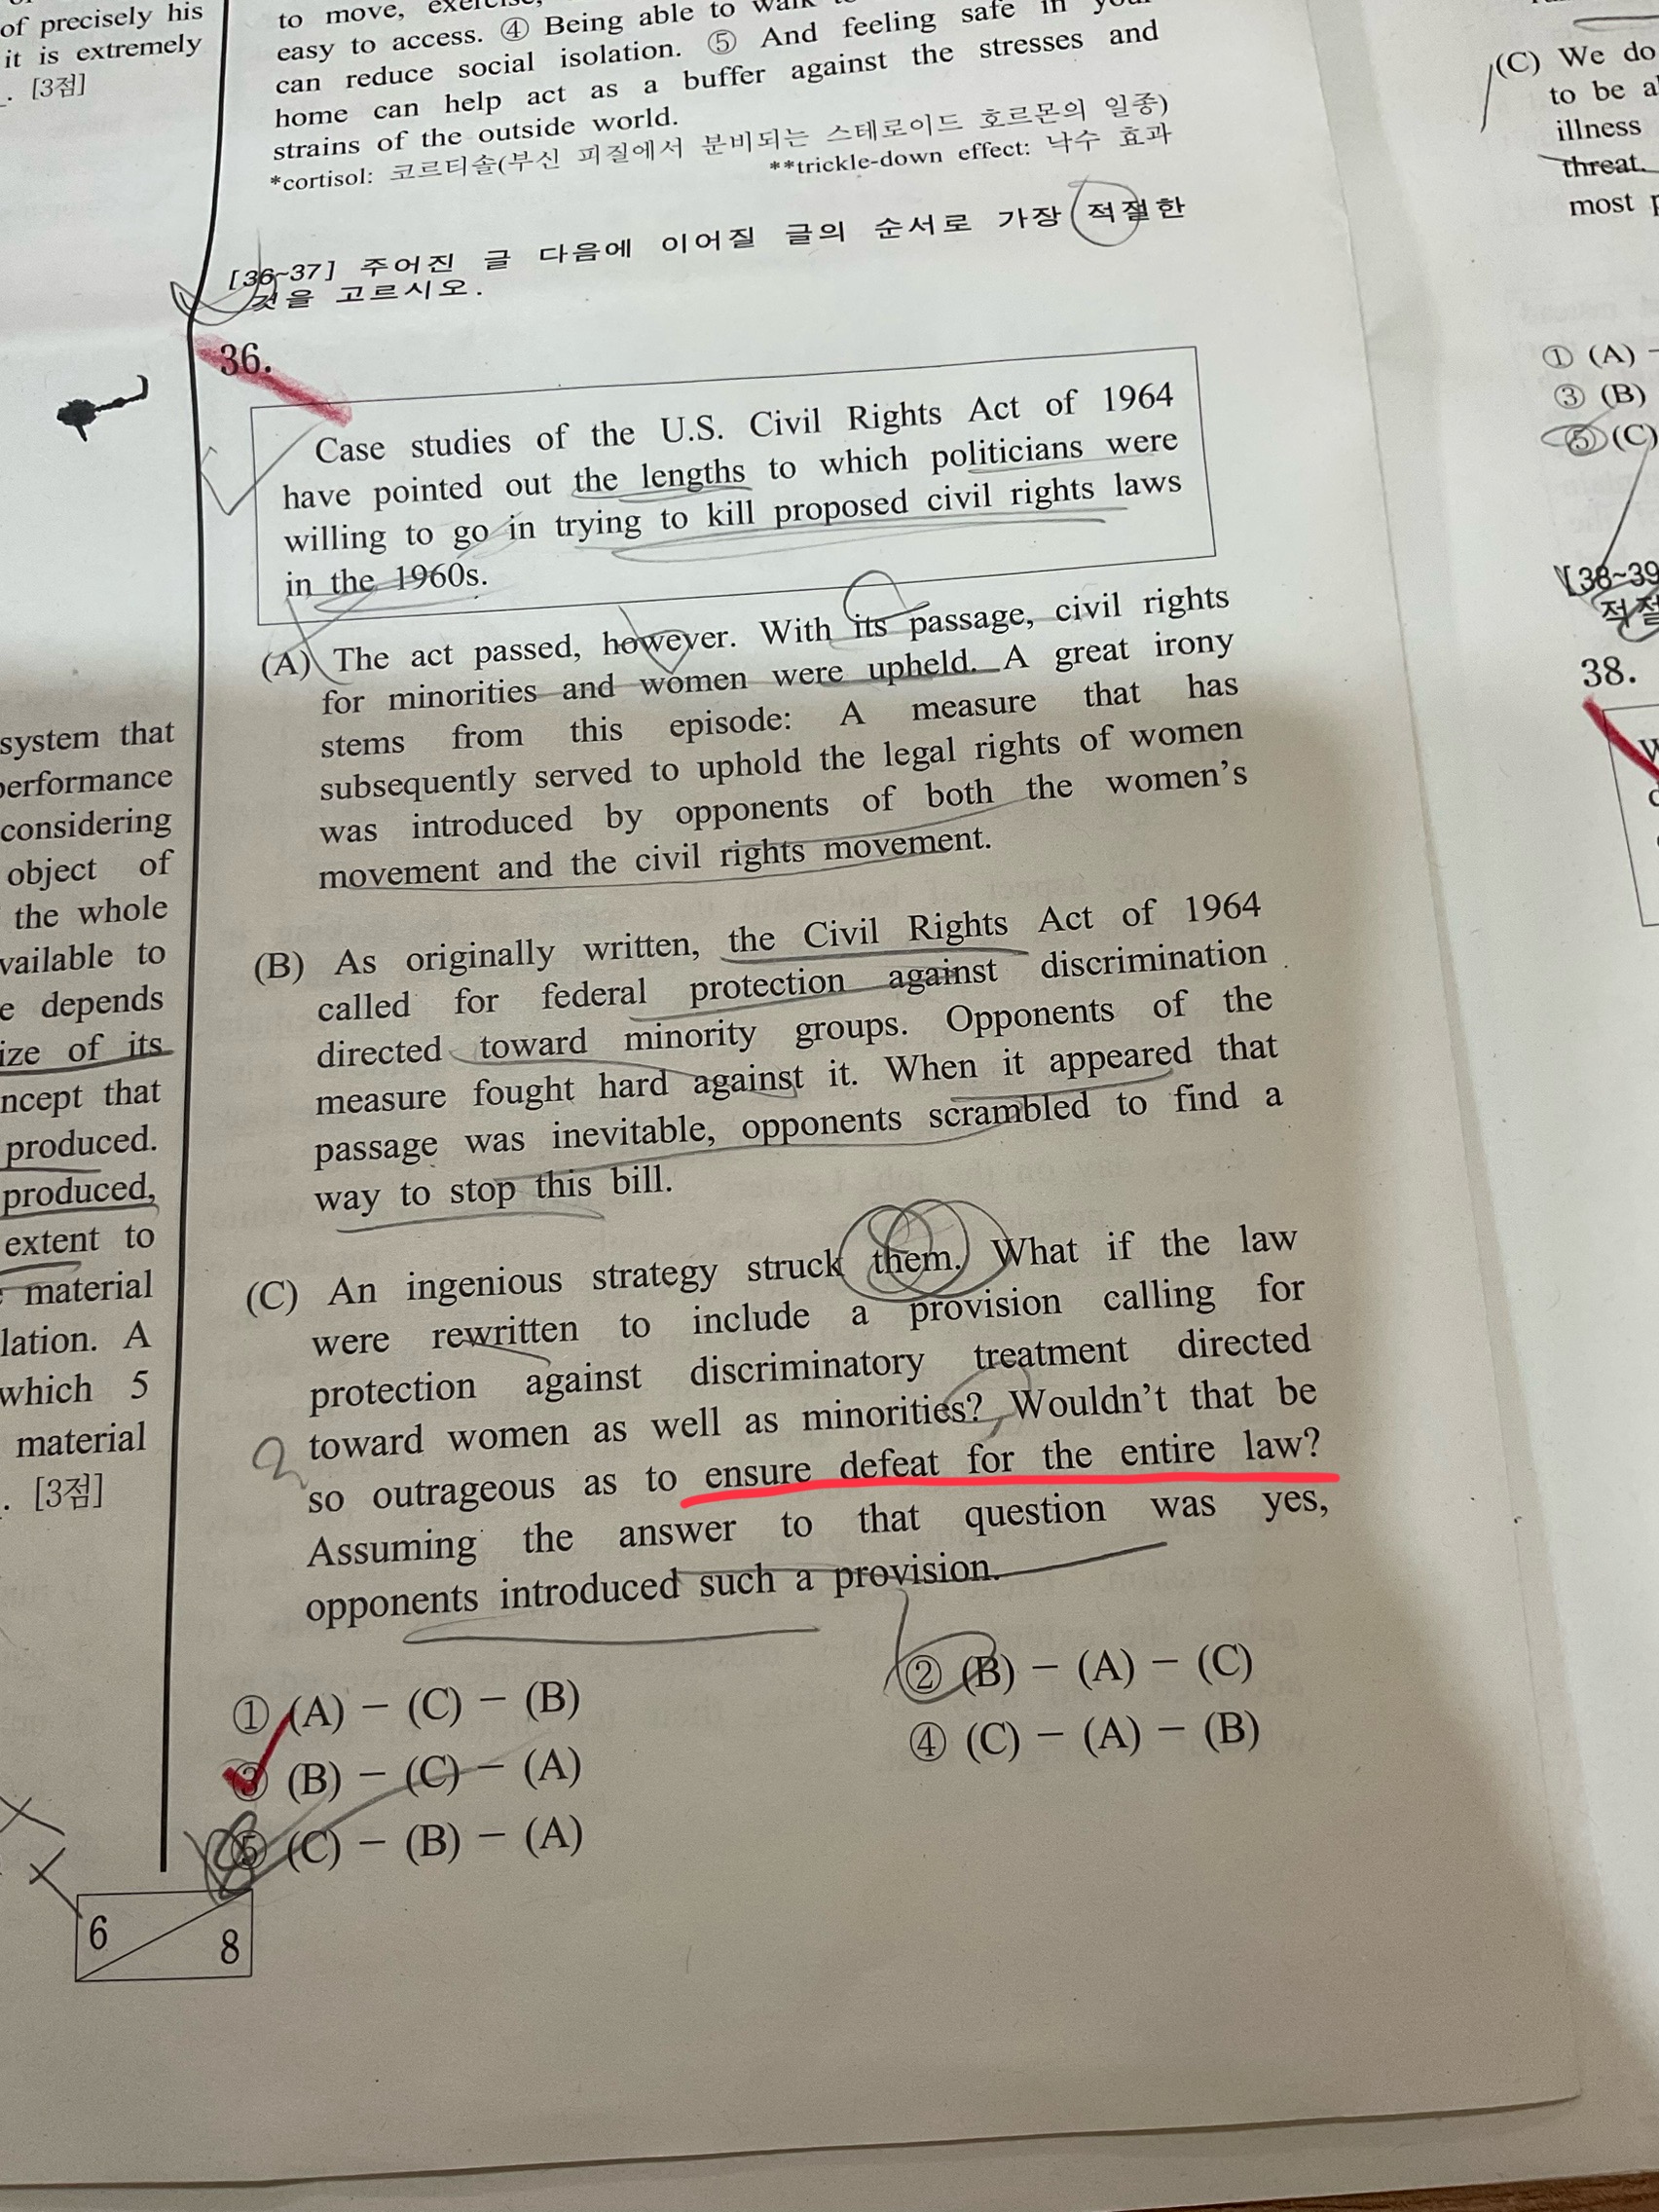 of precisely his
it is extremely
. [3점]
system that
performance
considering
object of
the whole
vailable to
e depends
ize of its
ncept that
produced.
produced,
extent to
material
lation. A
which 5
material
. [3점]
6
8
to move,
easy to access. ④ Being able to walk
can reduce social isolation. ⑤ And feeling safe in your
home can help act as a buffer against the stresses and
strains of the outside world.
*cortisol: 코르티솔(부신 피질에서 분비되는 스테로이드 호르몬의 일종)
**trickle-down effect: 낙수 효과
[36~37] 주어진 글 다음에 이어질 글의 순서로 가장 적절한
것을 고르시오.
36.
Case studies of the U.S. Civil Rights Act of 1964
have pointed out the lengths to which politicians were
willing to go in trying to kill proposed civil rights laws
in the 1960s.
(A) The act passed, however. With its passage, civil rights
for minorities and women were upheld. A great irony
stems from this episode: A measure that has
subsequently served to uphold the legal rights of women
was introduced by opponents of both the women's
movement and the civil rights movement.
(B) As originally written, the Civil Rights Act of 1964
called for federal protection against discrimination
directed toward minority groups. Opponents of the
measure fought hard against it. When it appeared that
passage was inevitable, opponents scrambled to find a
way to stop this bill.
(C) An ingenious strategy struck them. What if the law
were rewritten to include a provision calling for
protection against discriminatory treatment directed
toward women as well as minorities? Wouldn't that be
so outrageous as to ensure defeat for the entire law?
Assuming the answer to that question was yes,
opponents introduced such a provision.
① (A) - (C) - (B)
② (B) - (A) - (C)
③ (B) - (C) - (A)
④ (C) - (A) - (B)
⑤ (C) - (B) - (A)
(C) We do
to be a
illness
threat.
most
① (A) -
③ (B)
⑤ (C)
[38~39
적절
38.